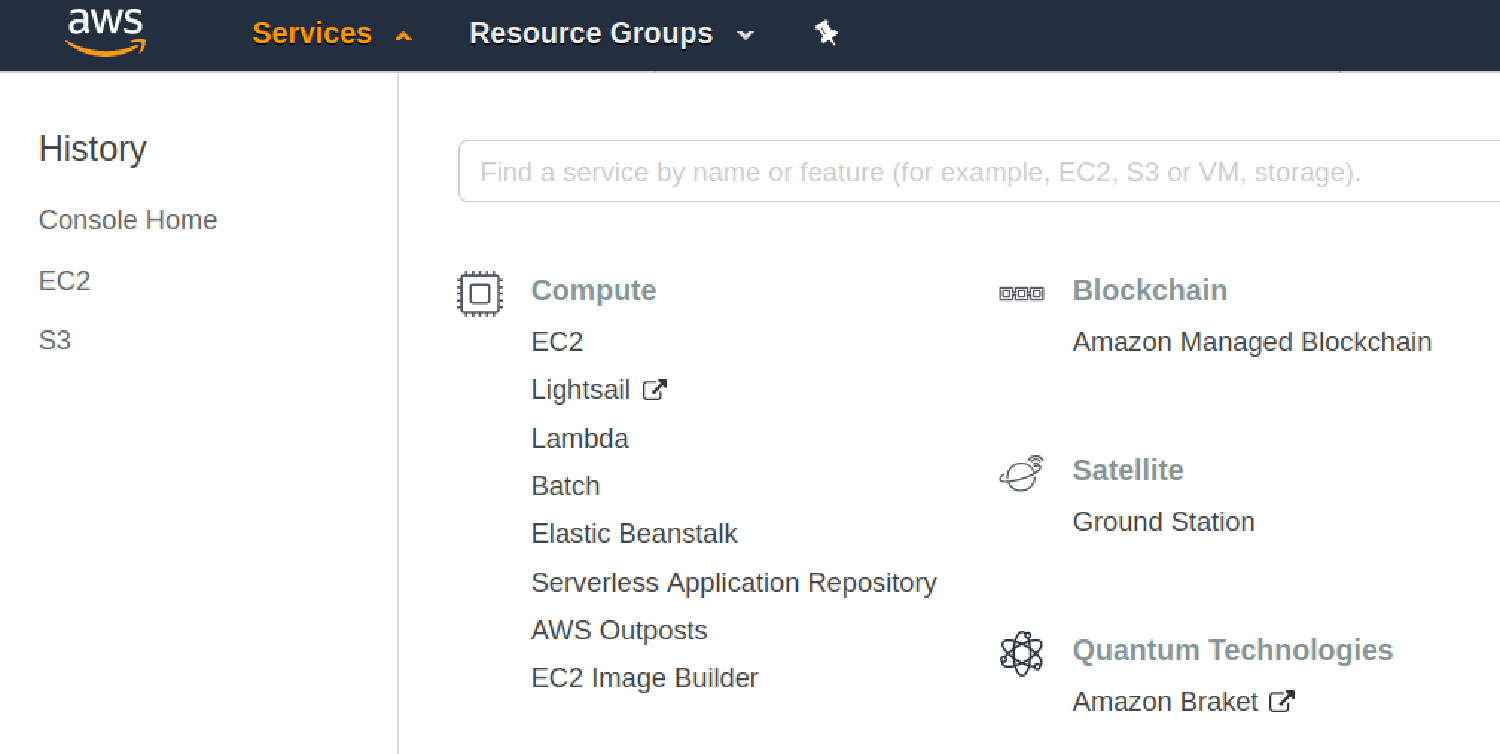 aws
Services
Resource Groups
History
Console Home
EC2
S3
Find a service by name or feature (for example, EC2, S3 or VM, storage).
Compute
EC2
Lightsail
Lambda
Batch
Elastic Beanstalk
Serverless Application Repository
AWS Outposts
EC2 Image Builder
Blockchain
Amazon Managed Blockchain
Satellite
Ground Station
Quantum Technologies
Amazon Braket